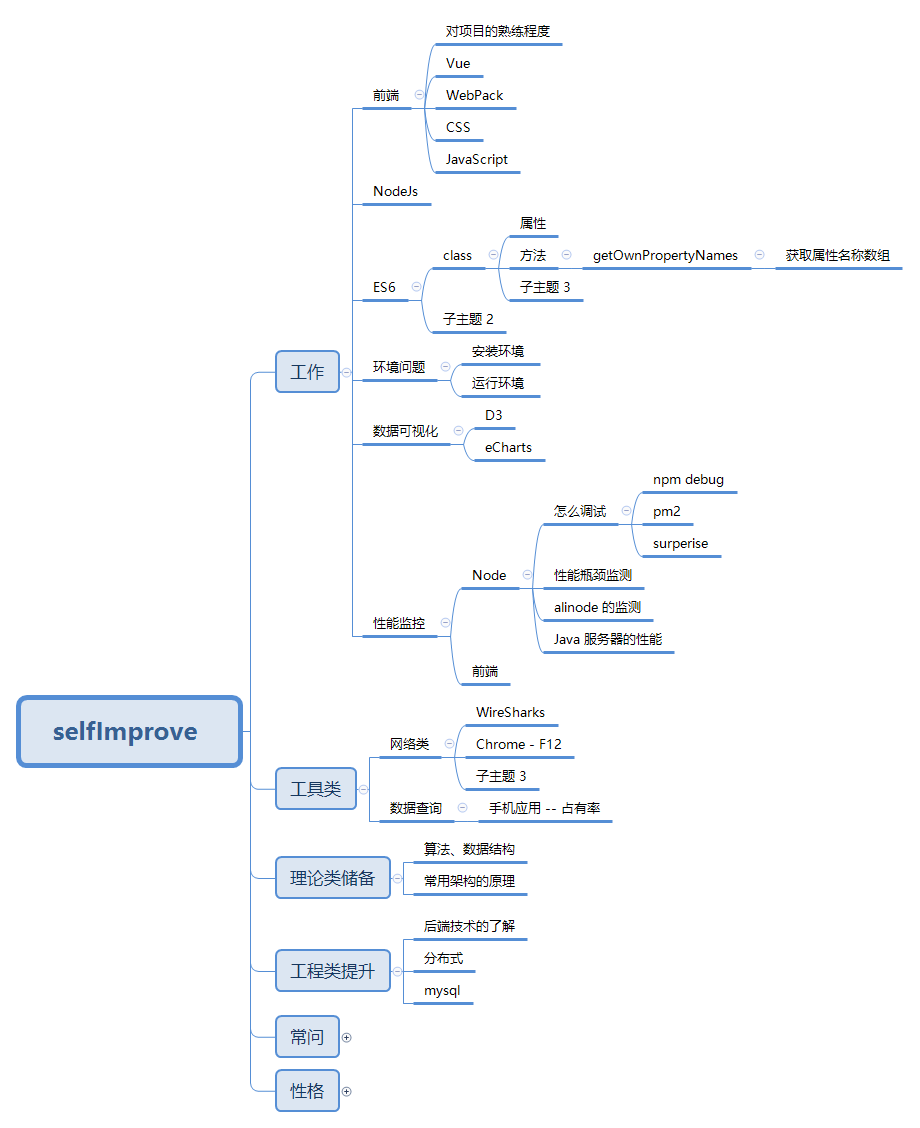 对项目的熟练程度
Vue
前端
WebPack
CSS
JavaScript
NodeJs
属性
class
方法
getOwnPropertyNames
获取属性名称数组
ES6
子主题 3
子主题 2
工作
环境问题
安装环境
运行环境
数据可视化
D3
eCharts
npm debug
怎么调试
pm2
surperise
Node
性能瓶颈监测
alinode 的监测
性能监控
Java 服务器的性能
前端
selfImprove
WireSharks
网络类
Chrome - F12
子主题 3
工具类
数据查询
手机应用 -- 占有率
算法、数据结构
理论类储备
常用架构的原理
后端技术的了解
工程类提升
分布式
mysql
常问
性格